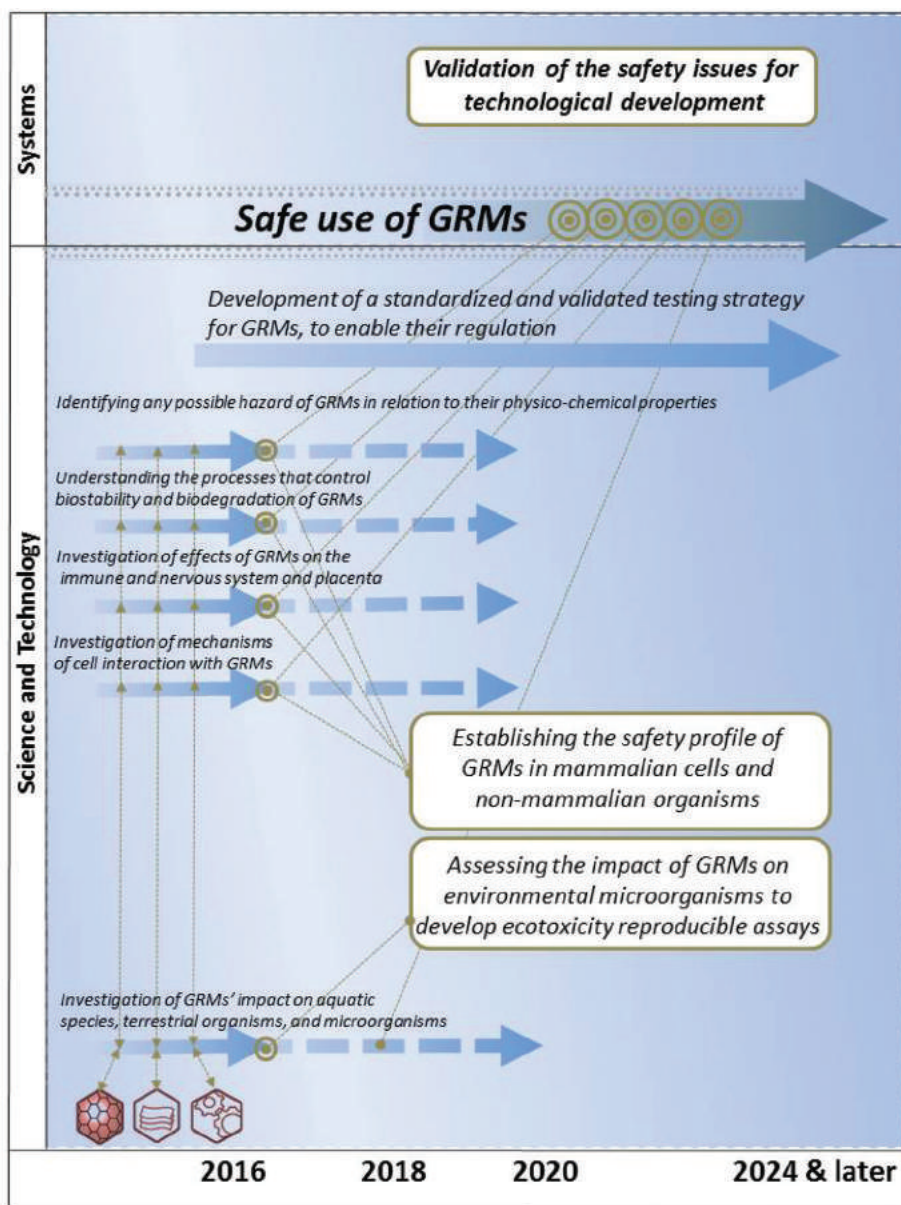 Systems
Validation of the safety issues for
technological development
Safe use of GRMs
Science and Technology
Development of a standardized and validated testing strategy
for GRMs, to enable their regulation
Identifying any possible hazard of GRMs in relation to their physico-chemical properties
Understanding the processes that control
biostability and biodegradation of GRMs
Investigation of effects of GRMs on the
immune and nervous system and placenta
Investigation of mechanisms
of cell interaction with GRMs
Establishing the safety profile of
GRMs in mammalian cells and
non-mammalian organisms
Assessing the impact of GRMs on
environmental microorganisms to
develop ecotoxicity reproducible assays
Investigation of GRMs' impact on aquatic
species, terrestrial organisms, and microorganisms
2016 2018 2020 2024 & later